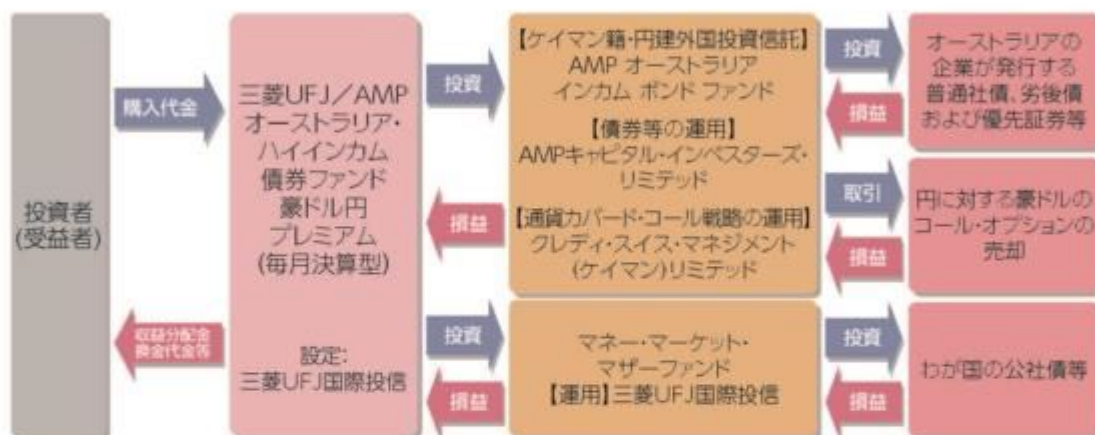 投資者
(受益者)
購入代金
収益分配金
換金代金等
三菱UFJ／AMP
オーストラリア・
ハイインカム
債券ファンド
豪ドル円
プレミアム
(毎月決算型)
設定:
三菱UFJ国際投信
投資
損益
投資
損益
【ケイマン籍・円建外国投資信託】
AMP オーストラリア
インカム ボンド ファンド
【債券等の運用】
AMPキャピタル・インベスターズ・
リミテッド
【通貨カバード・コール戦略の運用】
クレディ・スイス・マネジメント
(ケイマン)リミテッド
マネー・マーケット・
マザーファンド
【運用】三菱UFJ国際投信
投資
損益
取引
損益
投資
損益
オーストラリアの
企業が発行する
普通社債、劣後債
および優先証券等
円に対する豪ドルの
コール・オプションの
売却
わが国の公社債等